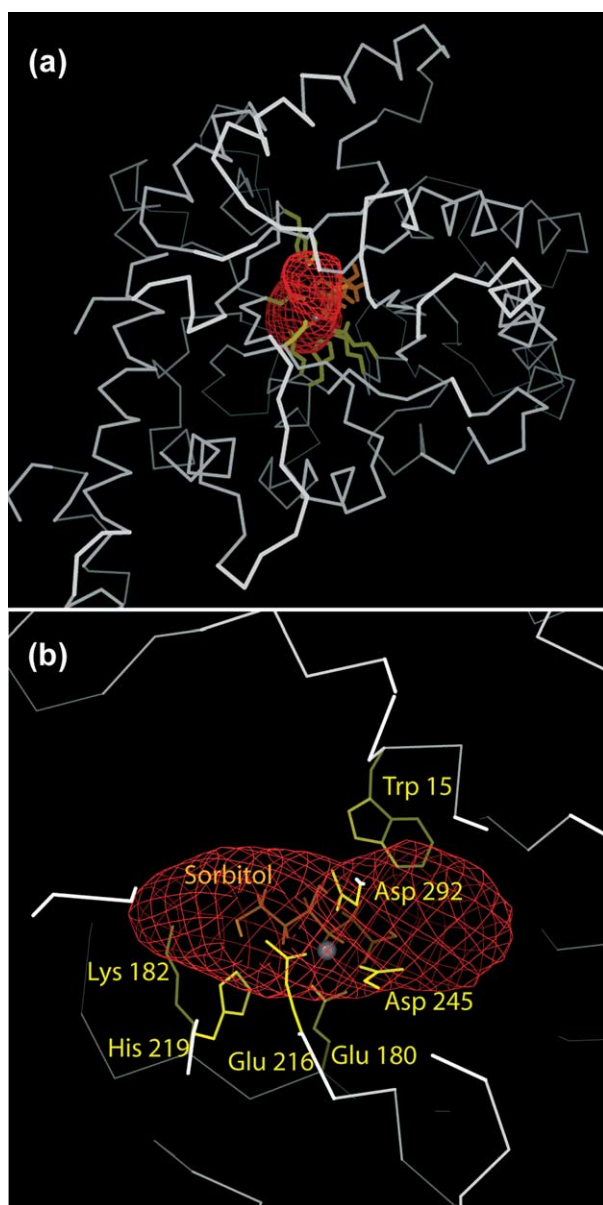 (a)
(b)
Trp 15
Sorbitol
Asp 292
Lys 182
Asp 245
His 219
Glu 216
Glu 180